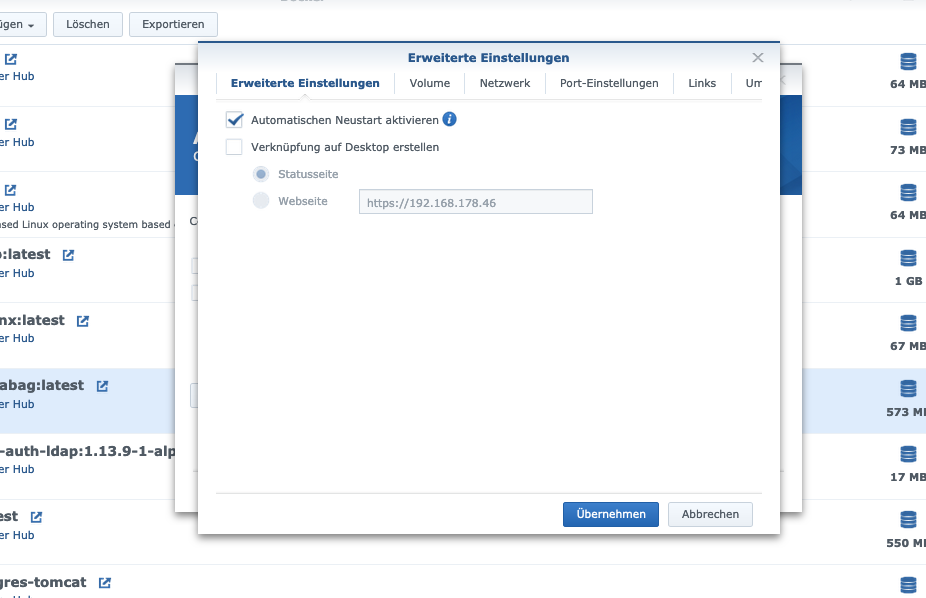 Löschen
Exportieren
Erweiterte Einstellungen
er Hub
64 MB
Erweiterte Einstellungen
Volume
Netzwerk
Port-Einstellungen
Links
Um
Automatischen Neustart aktivieren
Verknüpfung auf Desktop erstellen
er Hub
73 MB
Statusseite
Webseite
https://192.168.178.46
er Hub
64 MB
ased Linux operating system based
:latest
er Hub
1 GB
nx:latest
er Hub
67 MB
abag:latest
er Hub
573 M
-auth-ldap:1.13.9-1-alp
er Hub
17 MB
est
Übernehmen
Abbrechen
er Hub
550 M
gres-tomcat